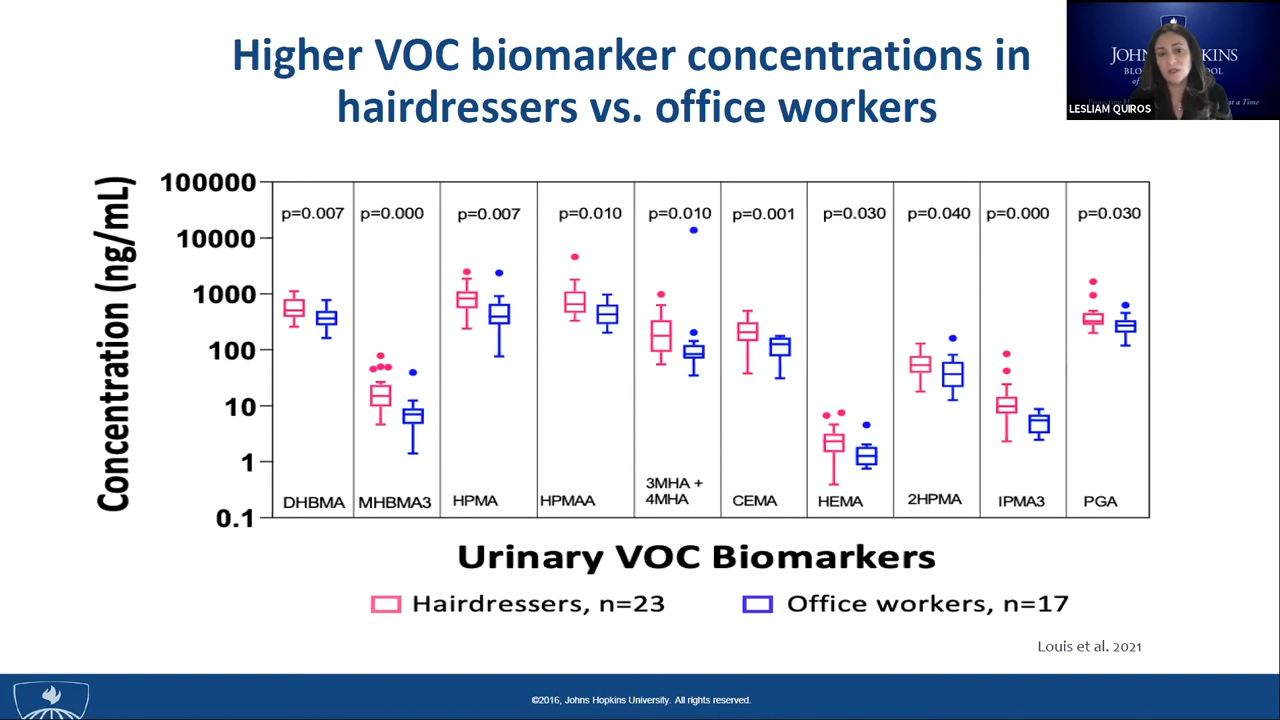 Higher VOC biomarker concentrations in
hairdressers vs. office workers
LESLIAM QUIROS
Concentration (ng/mL)
100000
10000
1000
100
10
1
0.1
p=0.007
p=0.000
p=0.007
p=0.010
p=0.010
p=0.001
p=0.030
p=0.040
p=0.000
p=0.030
DHBMA
MHBMA3
HPMA
HPMAA
3MHA +
4MHA
CEMA
HEMA
2HPMA
IPMA3
PGA
Urinary VOC Biomarkers
Hairdressers, n=23
Office workers, n=17
Louis et al. 2021
©2016, Johns Hopkins University. All rights reserved.